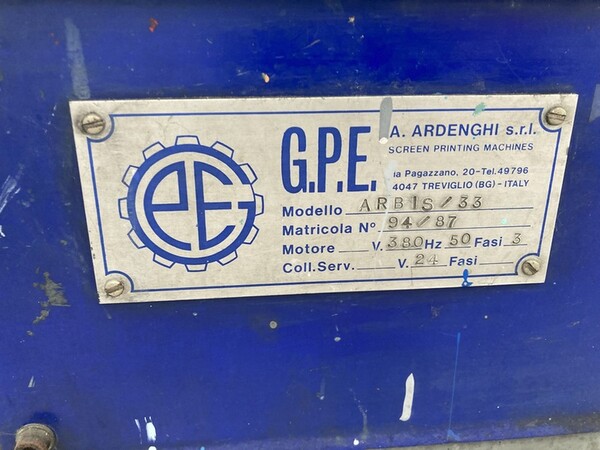 G.P.E. A. ARDENGHI s.r.l.
SCREEN PRINTING MACHINES
Pagazzano, 20-Tel.49796
4047 TREVIGLIO (BG) - ITALY
Modello ARBIS/33
Matricola N° 94/87
Motore V. 380 Hz 50 Fasi 3
Coll.Serv. V. 24 Fasi
GPE